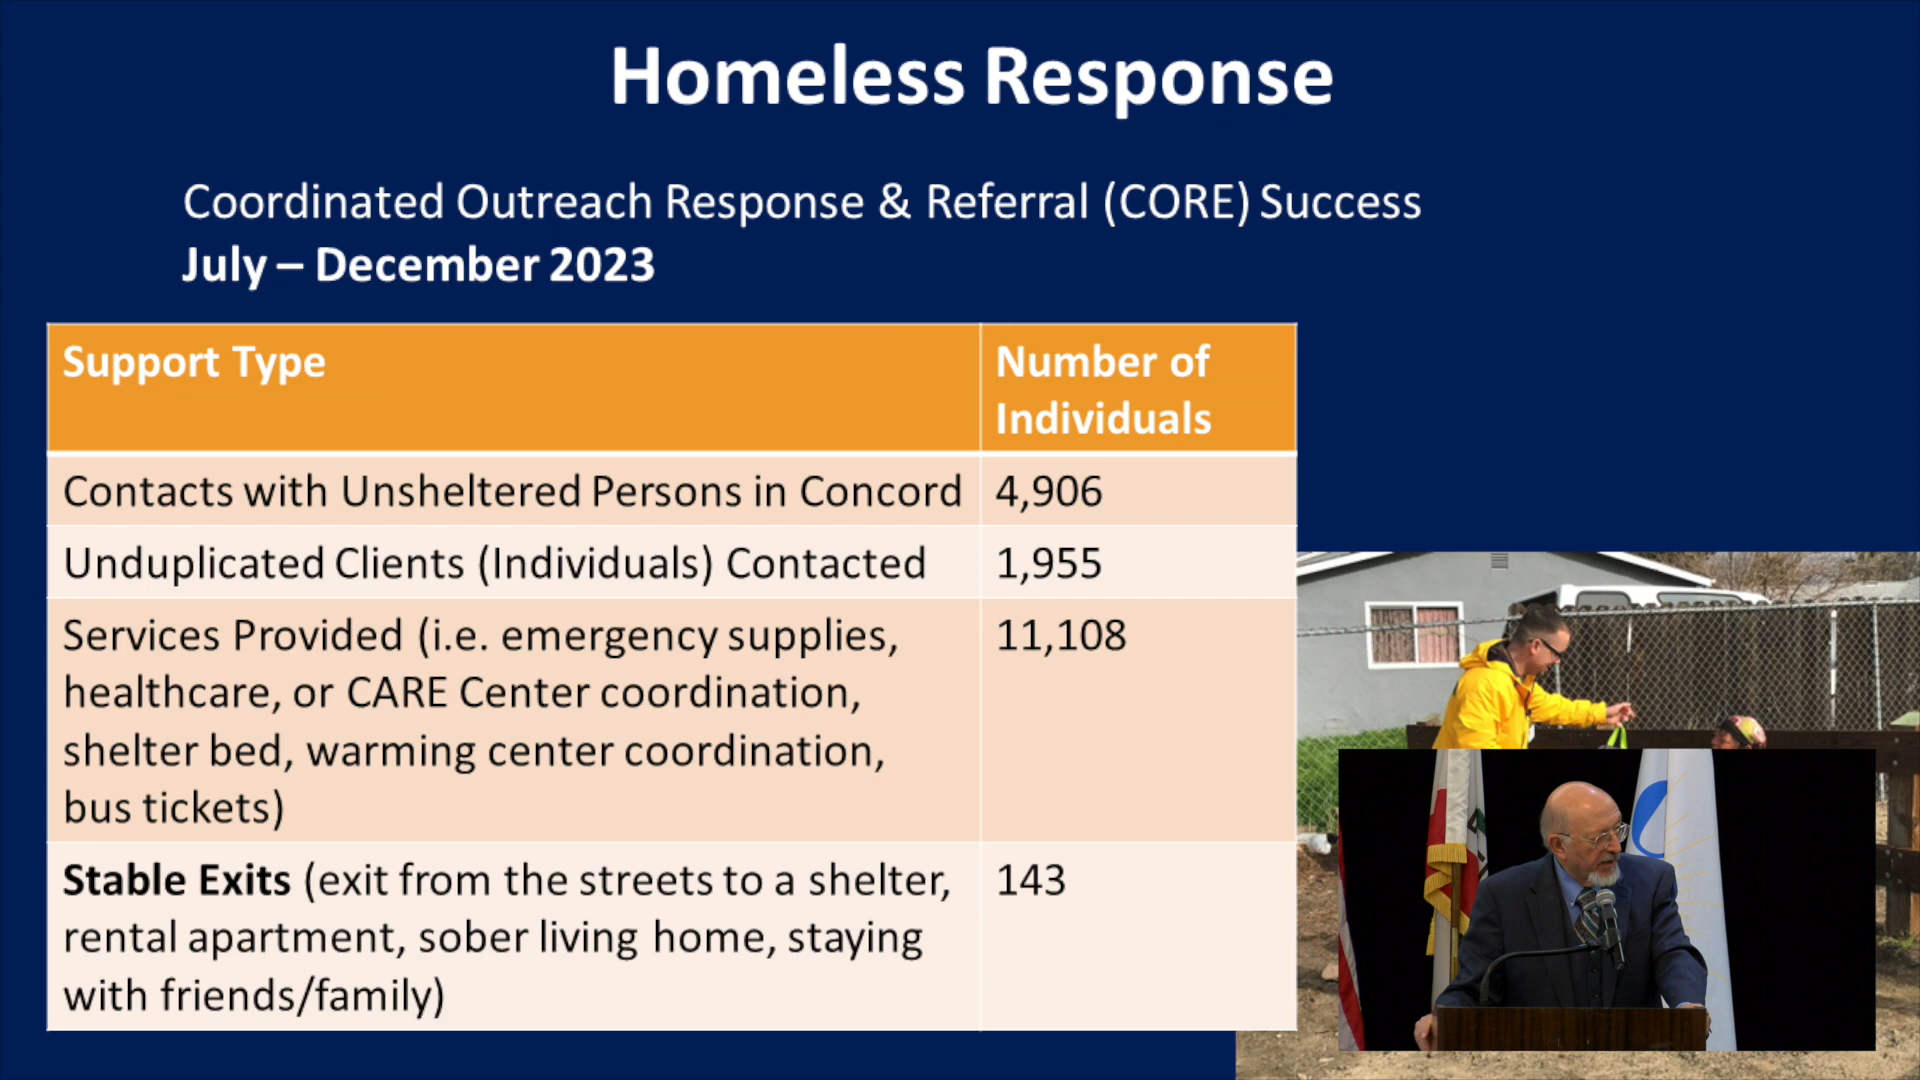 Homeless Response
Coordinated Outreach Response & Referral (CORE) Success
July – December 2023
Support Type
Number of
Individuals
Contacts with Unsheltered Persons in Concord
4,906
Unduplicated Clients (Individuals) Contacted
1,955
Services Provided (i.e. emergency supplies,
healthcare, or CARE Center coordination,
shelter bed, warming center coordination,
bus tickets)
11,108
Stable Exits (exit from the streets to a shelter,
rental apartment, sober living home, staying
with friends/family)
143